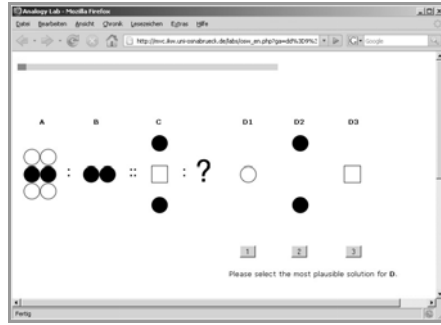 Analogy Lab - Mozilla Firefox
Datei Bearbeiten Ansicht Chronik Lesezeichen Extras Hilfe
Google
A B C D1 D2 D3
: :: : ?
1 2 3
Please select the most plausible solution for D.
Fertig